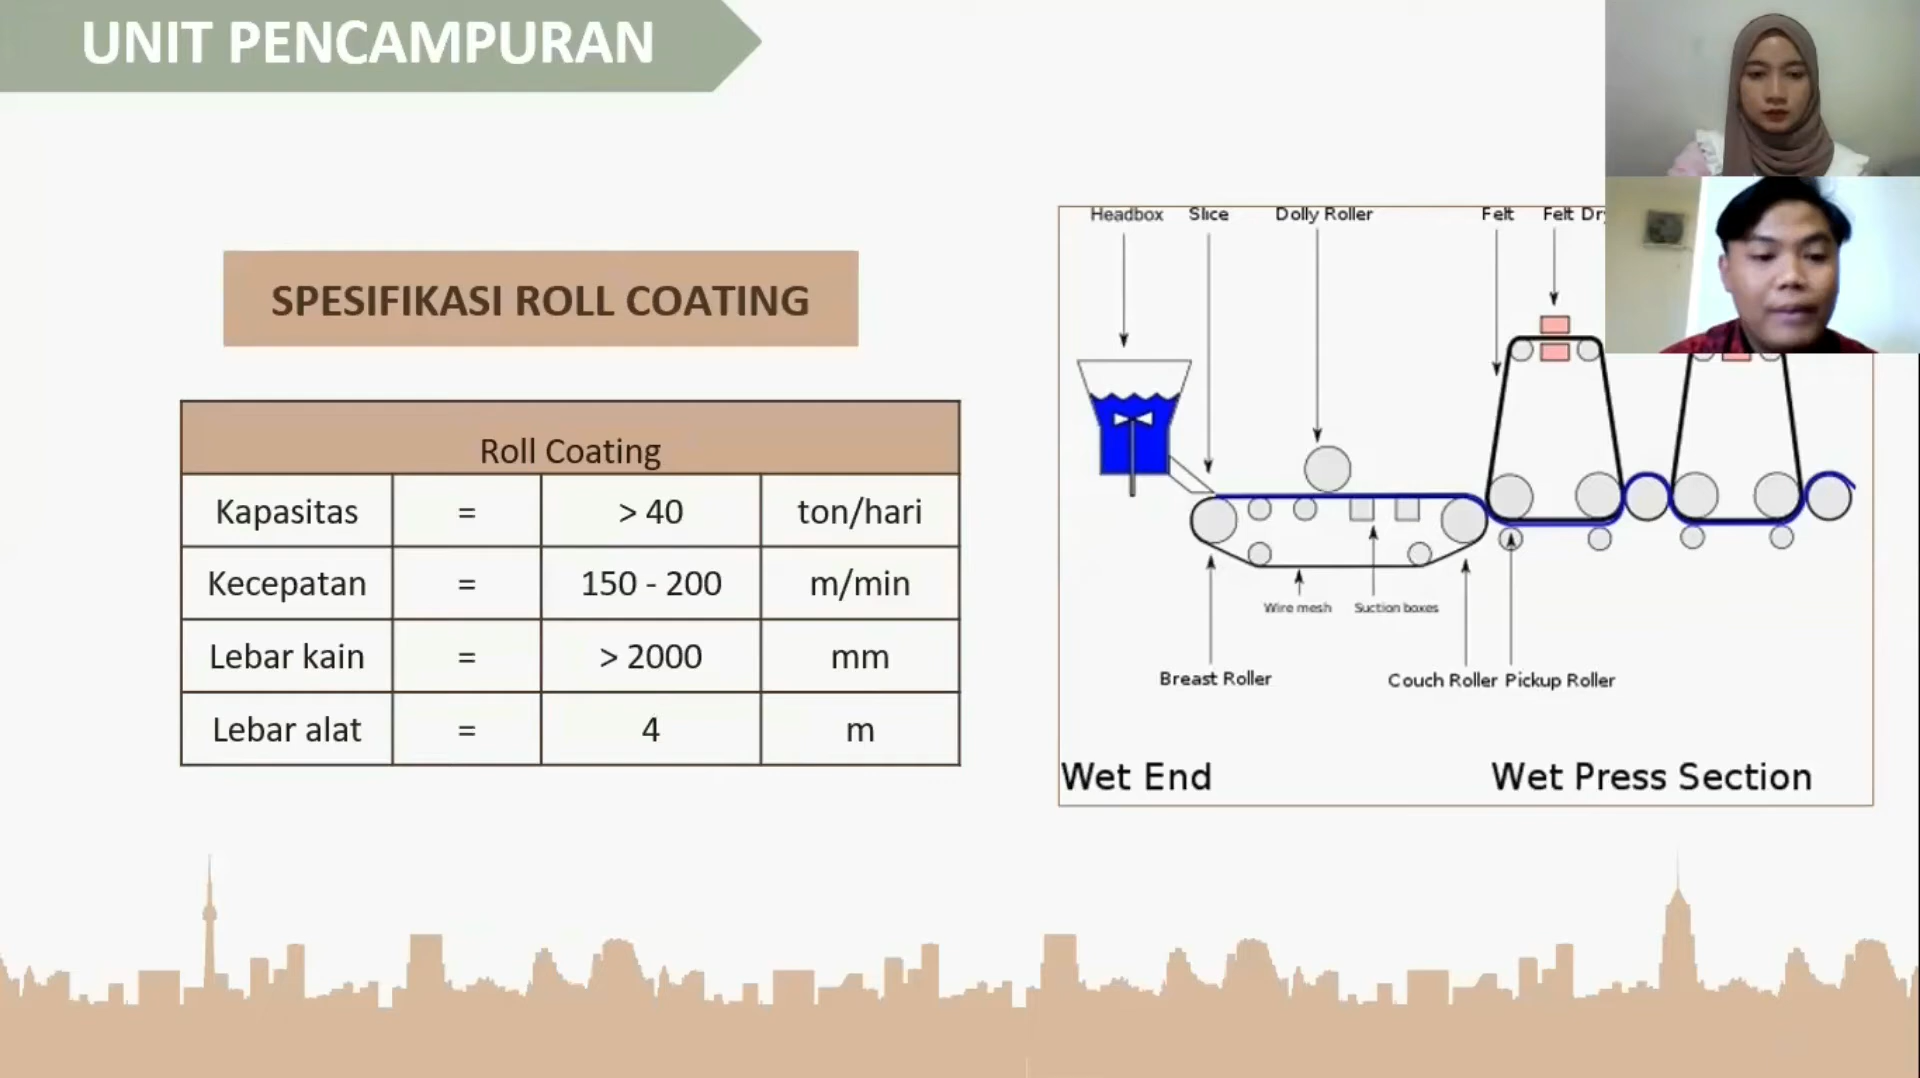 UNIT PENCAMPURAN
SPESIFIKASI ROLL COATING
Roll Coating
Kapasitas = > 40 ton/hari
Kecepatan = 150 - 200 m/min
Lebar kain = > 2000 mm
Lebar alat = 4 m
Headbox Slice Dolly Roller Felt Felt
Wire mesh Suction boxes
Breast Roller Couch Roller Pickup Roller
Wet End Wet Press Section